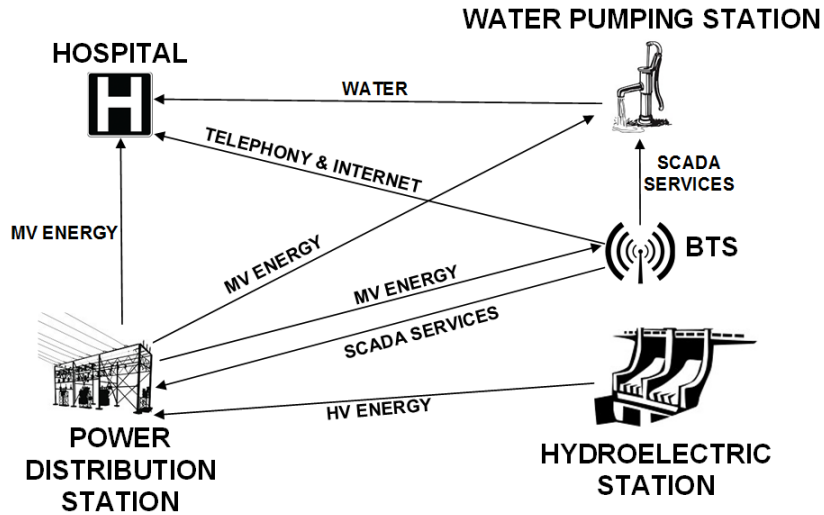 WATER PUMPING STATION
HOSPITAL
H
WATER
TELEPHONY & INTERNET
SCADA
SERVICES
MV ENERGY
MV ENERGY
MV ENERGY
BTS
SCADA SERVICES
HV ENERGY
POWER
DISTRIBUTION
STATION
HYDROELECTRIC
STATION